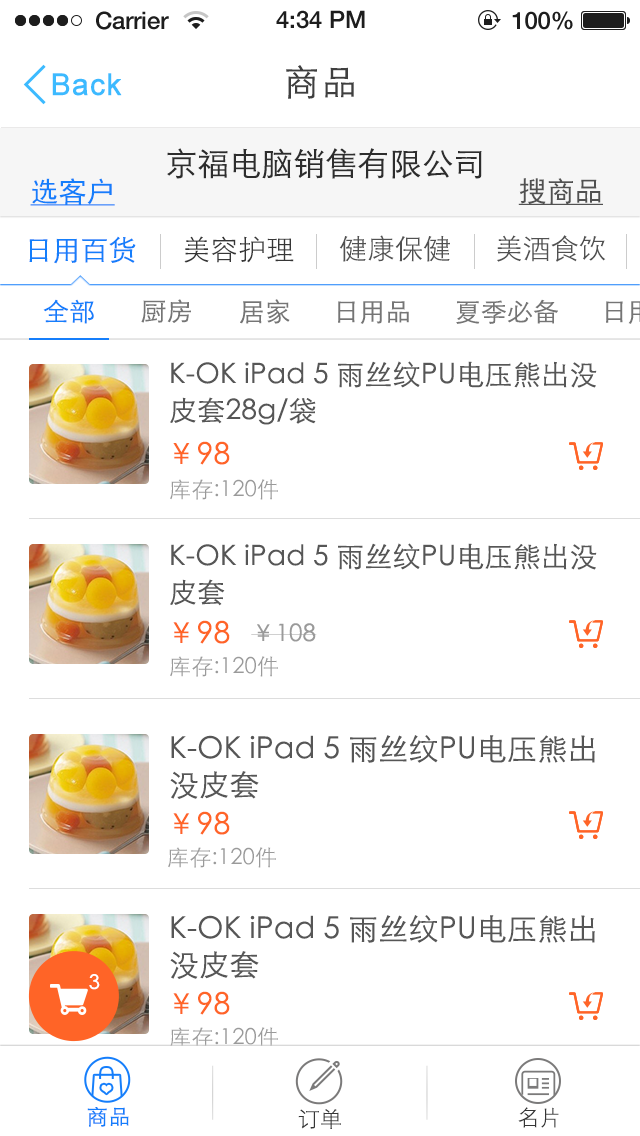 Carrier 4:34 PM 100%
Back 商品
京福电脑销售有限公司
选客户 搜商品
日用百货 美容护理 健康保健 美酒食饮
全部 厨房 居家 日用品 夏季必备 日用
K-OK iPad 5 雨丝纹PU电压熊出没
皮套28g/袋
￥98
库存:120件
K-OK iPad 5 雨丝纹PU电压熊出没
皮套
￥98 ￥108
库存:120件
K-OK iPad 5 雨丝纹PU电压熊出
没皮套
￥98
库存:120件
K-OK iPad 5 雨丝纹PU电压熊出
没皮套
￥98
3
库存:120件
商品 订单 名片